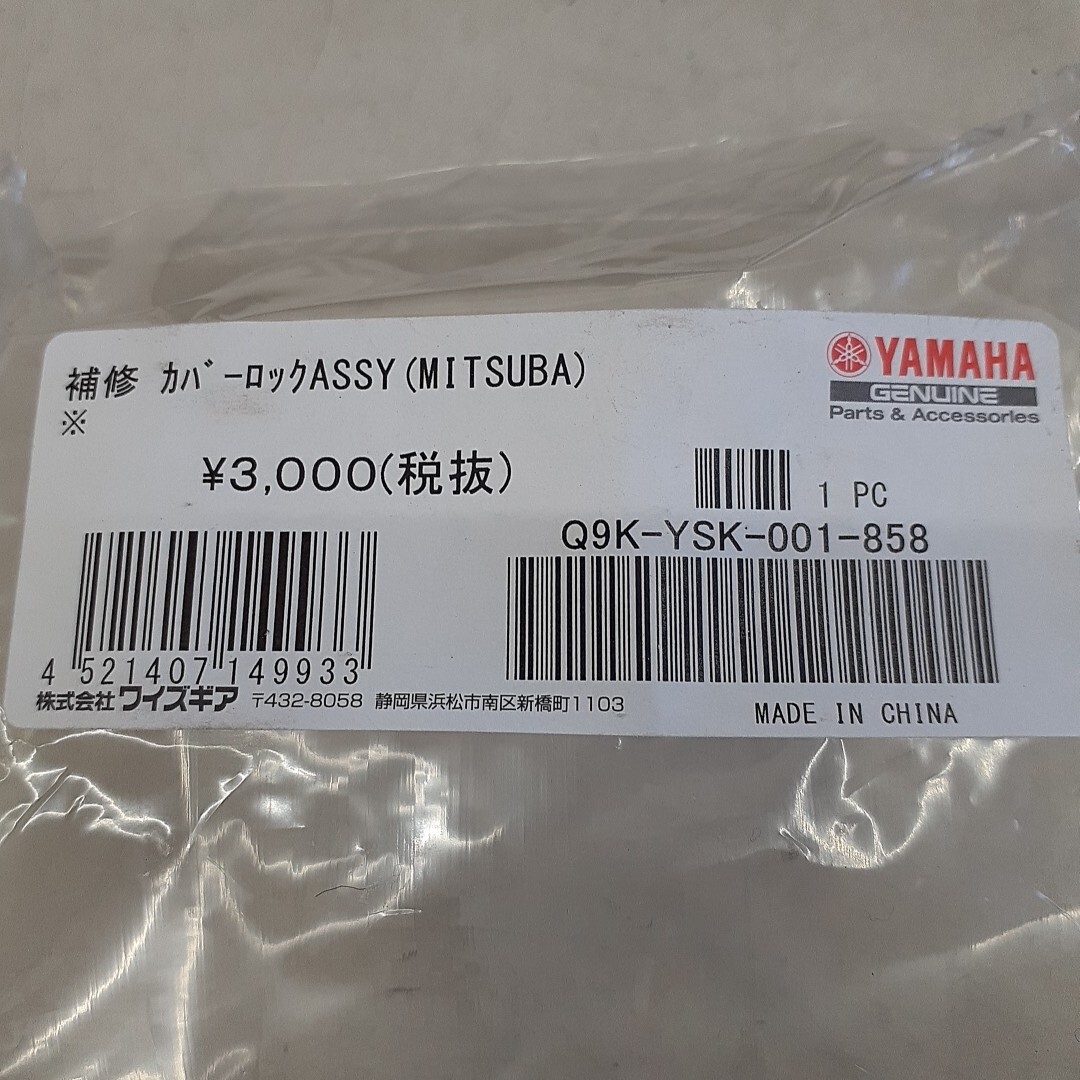 補修 ｶﾊﾞｰﾛｯｸASSY(MITSUBA)
※
YAMAHA
GENUINE
Parts & Accessories
¥3,000(税抜)
1 PC
Q9K-YSK-001-858
4 521407 149933
株式会社ワイズギア 〒432-8058 静岡県浜松市南区新橋町1103
MADE IN CHINA